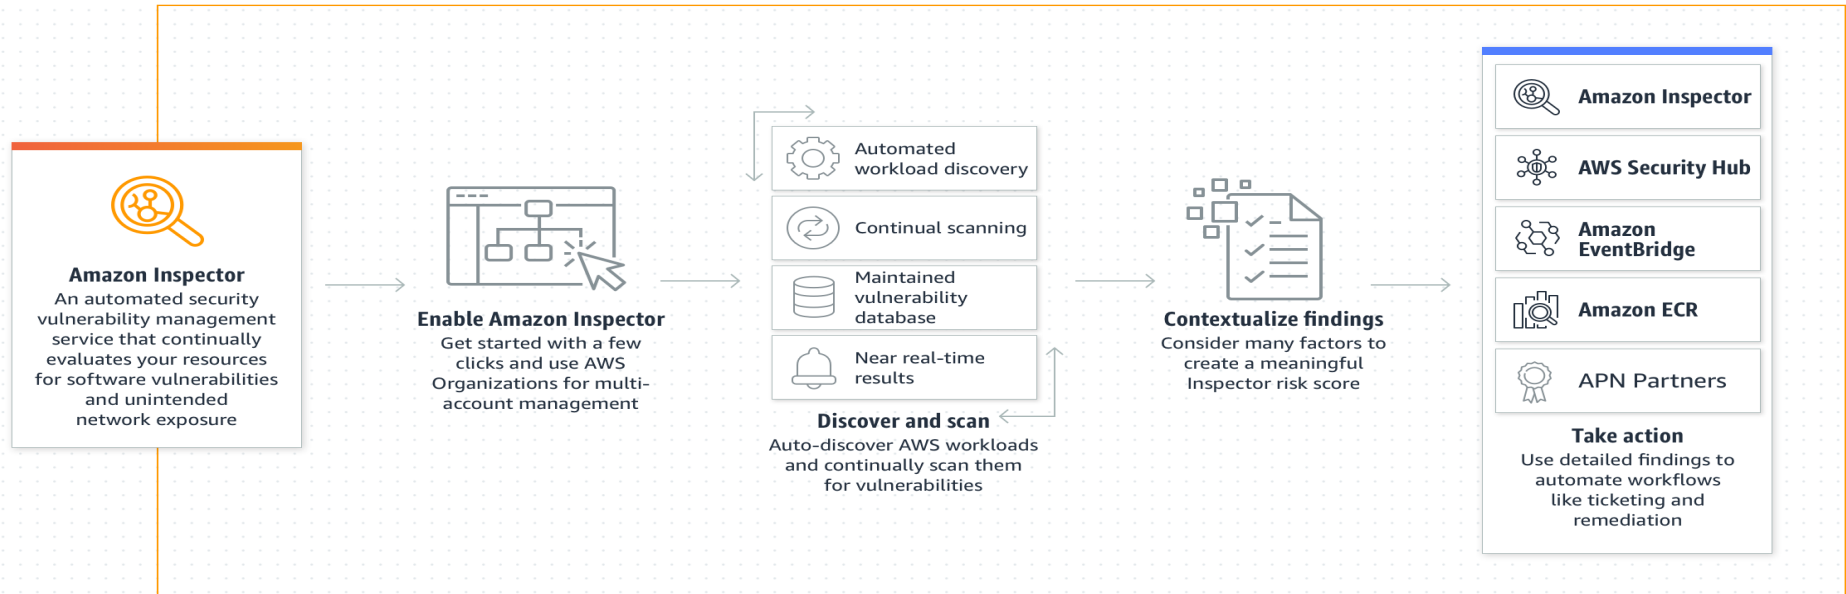 Amazon Inspector
An automated security
vulnerability management
service that continually
evaluates your resources
for software vulnerabilities
and unintended
network exposure
Enable Amazon Inspector
Get started with a few
clicks and use AWS
Organizations for multi-
account management
Automated
workload discovery
Continual scanning
Maintained
vulnerability
database
Near real-time
results
Discover and scan
Auto-discover AWS workloads
and continually scan them
for vulnerabilities
Contextualize findings
Consider many factors to
create a meaningful
Inspector risk score
Amazon Inspector
AWS Security Hub
Amazon
EventBridge
Amazon ECR
APN Partners
Take action
Use detailed findings to
automate workflows
like ticketing and
remediation